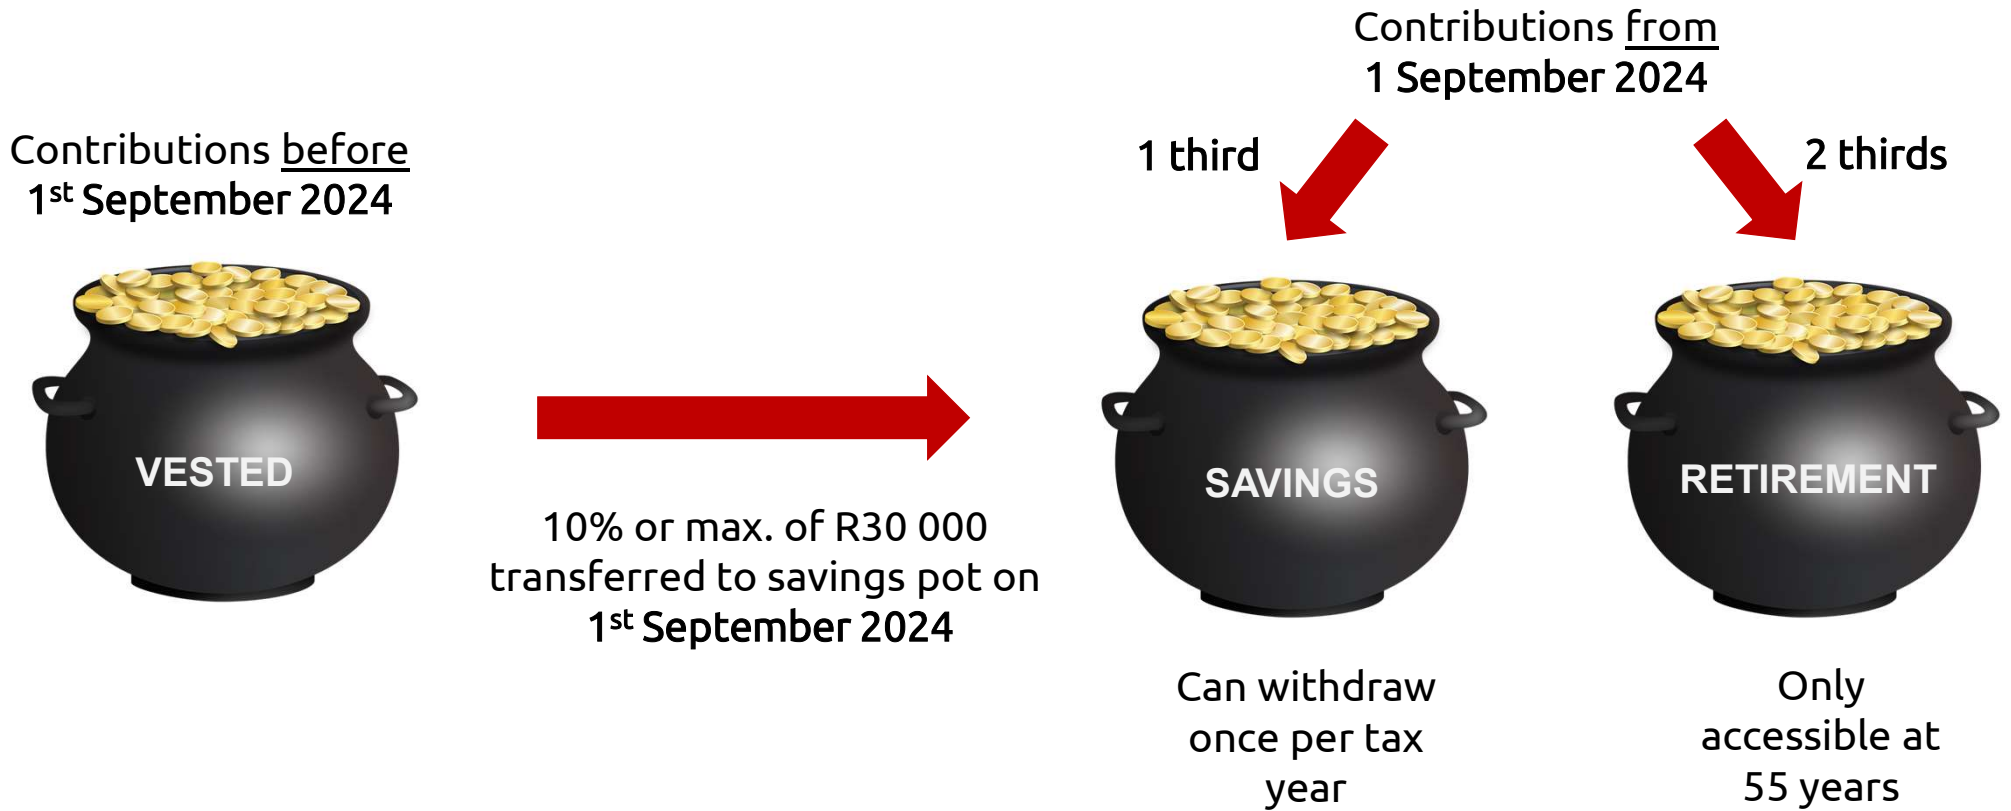 Contributions before
1st September 2024
VESTED
10% or max. of R30 000
transferred to savings pot on
1st September 2024
Contributions from
1 September 2024
1 third
2 thirds
SAVINGS
RETIREMENT
Can withdraw
once per tax
year
Only
accessible at
55 years